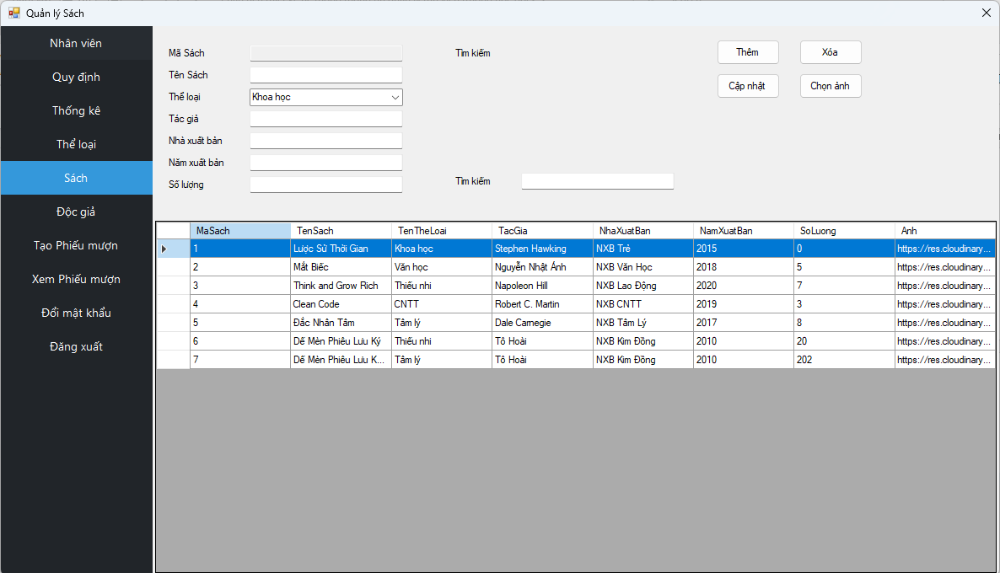 Quản lý Sách
Nhân viên
Quy định
Thống kê
Thể loại
Sách
Độc giả
Tạo Phiếu mượn
Xem Phiếu mượn
Đổi mật khẩu
Đăng xuất
Mã Sách
Tên Sách
Thể loại Khoa học
Tác giả
Nhà xuất bản
Năm xuất bản
Số lượng
Tìm kiếm
Tìm kiếm
Thêm Xóa
Cập nhật Chọn ảnh
MaSach TenSach TenTheLoai TacGia NhaXuatBan NamXuatBan SoLuong Anh
1 Lược Sử Thời Gian Khoa học Stephen Hawking NXB Trẻ 2015 0 https://res.cloudinary...
2 Mắt Biếc Văn học Nguyễn Nhật Ánh NXB Văn Học 2018 5 https://res.cloudinary...
3 Think and Grow Rich Thiếu nhi Napoleon Hill NXB Lao Động 2020 7 https://res.cloudinary...
4 Clean Code CNTT Robert C. Martin NXB CNTT 2019 3 https://res.cloudinary...
5 Đắc Nhân Tâm Tâm lý Dale Carnegie NXB Tâm Lý 2017 8 https://res.cloudinary...
6 Dế Mèn Phiêu Lưu Ký Thiếu nhi Tô Hoài NXB Kim Đồng 2010 20 https://res.cloudinary...
7 Dế Mèn Phiêu Lưu K... Tâm lý Tô Hoài NXB Kim Đồng 2010 202 https://res.cloudinary...